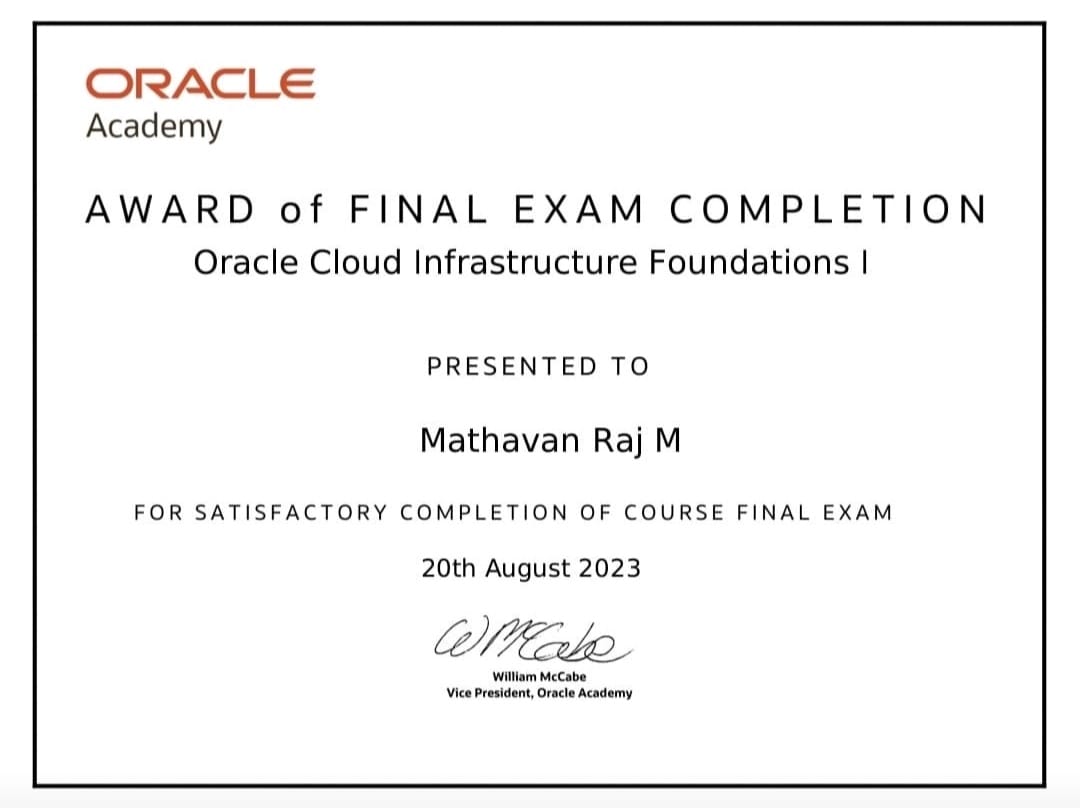 ORACLE
Academy
AWARD of FINAL EXAM COMPLETION
Oracle Cloud Infrastructure Foundations I
PRESENTED TO
Mathavan Raj M
FOR SATISFACTORY COMPLETION OF COURSE FINAL EXAM
20th August 2023
WMcCabe
William McCabe
Vice President, Oracle Academy